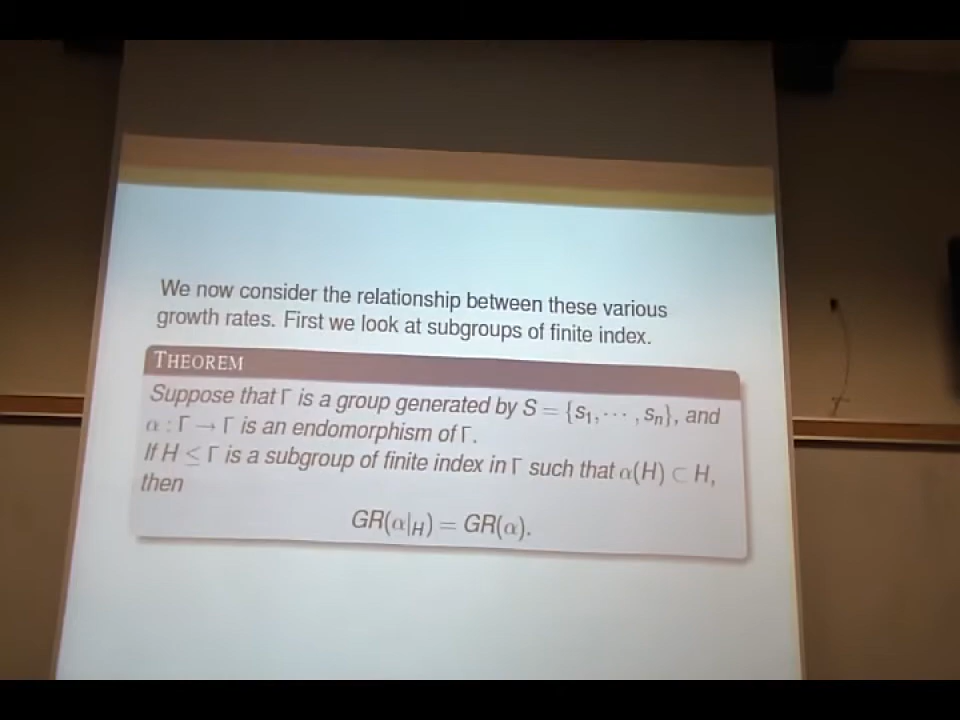 We now consider the relationship between these various
growth rates. First we look at subgroups of finite index.
THEOREM
Suppose that Γ is a group generated by S = {s₁, ⋯ , sₙ}, and
α : Γ → Γ is an endomorphism of Γ.
If H ≤ Γ is a subgroup of finite index in Γ such that α(H) ⊂ H,
then
GR(α|_H) = GR(α).